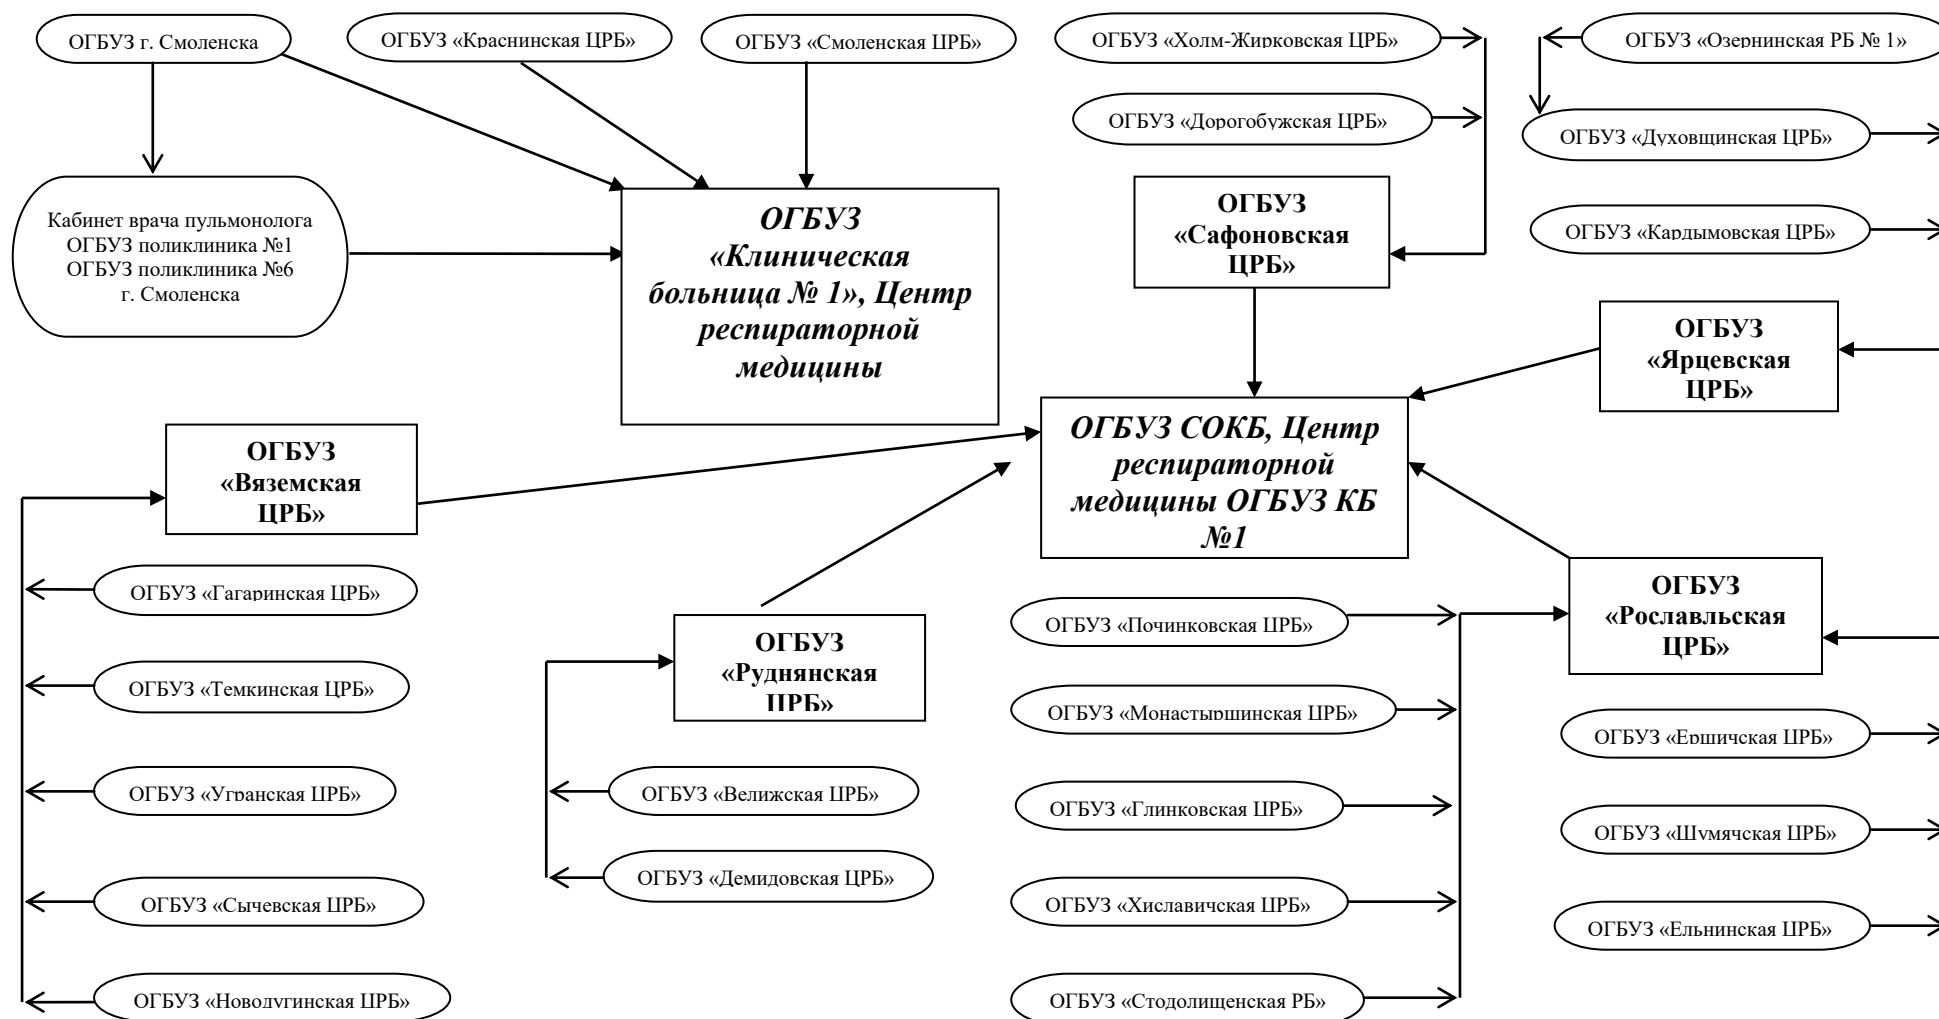 ОГБУЗ г. Смоленска
ОГБУЗ «Краснинская ЦРБ»
ОГБУЗ «Смоленская ЦРБ»
ОГБУЗ «Холм-Жирковская ЦРБ»
ОГБУЗ «Озернинская РБ № 1»
ОГБУЗ «Дорогобужская ЦРБ»
ОГБУЗ «Духовщинская ЦРБ»
Кабинет врача пульмонолога
ОГБУЗ поликлиника №1
ОГБУЗ поликлиника №6
г. Смоленска
ОГБУЗ
«Клиническая
больница № 1», Центр
респираторной
медицины
ОГБУЗ
«Сафоновская
ЦРБ»
ОГБУЗ «Кардымовская ЦРБ»
ОГБУЗ
«Ярцевская
ЦРБ»
ОГБУЗ СОКБ, Центр
респираторной
медицины ОГБУЗ КБ
№1
ОГБУЗ
«Вяземская
ЦРБ»
ОГБУЗ «Гагаринская ЦРБ»
ОГБУЗ «Темкинская ЦРБ»
ОГБУЗ «Угранская ЦРБ»
ОГБУЗ «Сычевская ЦРБ»
ОГБУЗ «Новодугинская ЦРБ»
ОГБУЗ
«Руднянская
ЦРБ»
ОГБУЗ «Велижская ЦРБ»
ОГБУЗ «Демидовская ЦРБ»
ОГБУЗ «Починковская ЦРБ»
ОГБУЗ «Монастыршинская ЦРБ»
ОГБУЗ «Глинковская ЦРБ»
ОГБУЗ «Хиславичская ЦРБ»
ОГБУЗ «Стодолищенская РБ»
ОГБУЗ
«Рославльская
ЦРБ»
ОГБУЗ «Ершичская ЦРБ»
ОГБУЗ «Шумячская ЦРБ»
ОГБУЗ «Ельнинская ЦРБ»